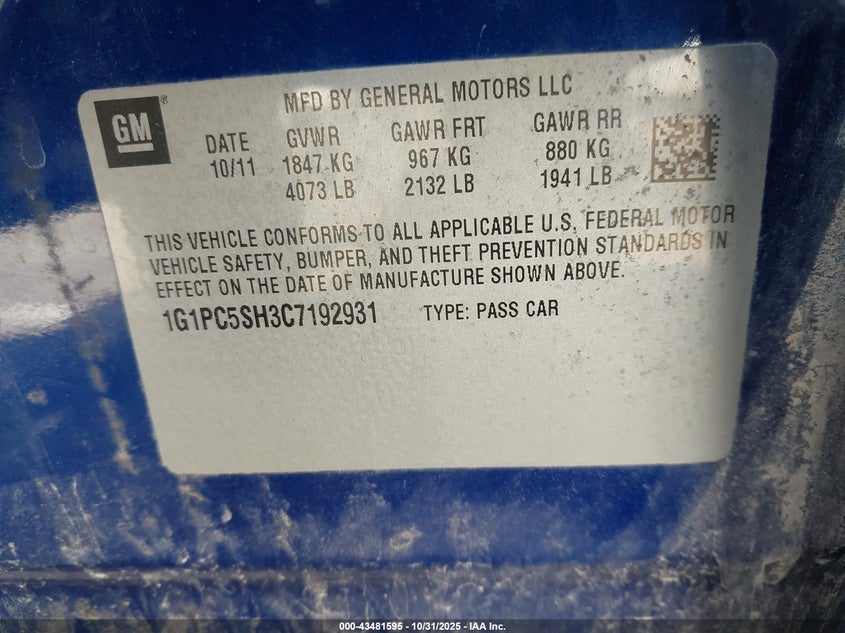 GM
MFD BY GENERAL MOTORS LLC
DATE GVWR GAWR FRT GAWR RR
10/11 1847 KG 967 KG 880 KG
4073 LB 2132 LB 1941 LB
THIS VEHICLE CONFORMS TO ALL APPLICABLE U.S. FEDERAL MOTOR
VEHICLE SAFETY, BUMPER, AND THEFT PREVENTION STANDARDS IN
EFFECT ON THE DATE OF MANUFACTURE SHOWN ABOVE.
1G1PC5SH3C7192931 TYPE: PASS CAR
000-43481595 - 10/31/2025 - IAA Inc.